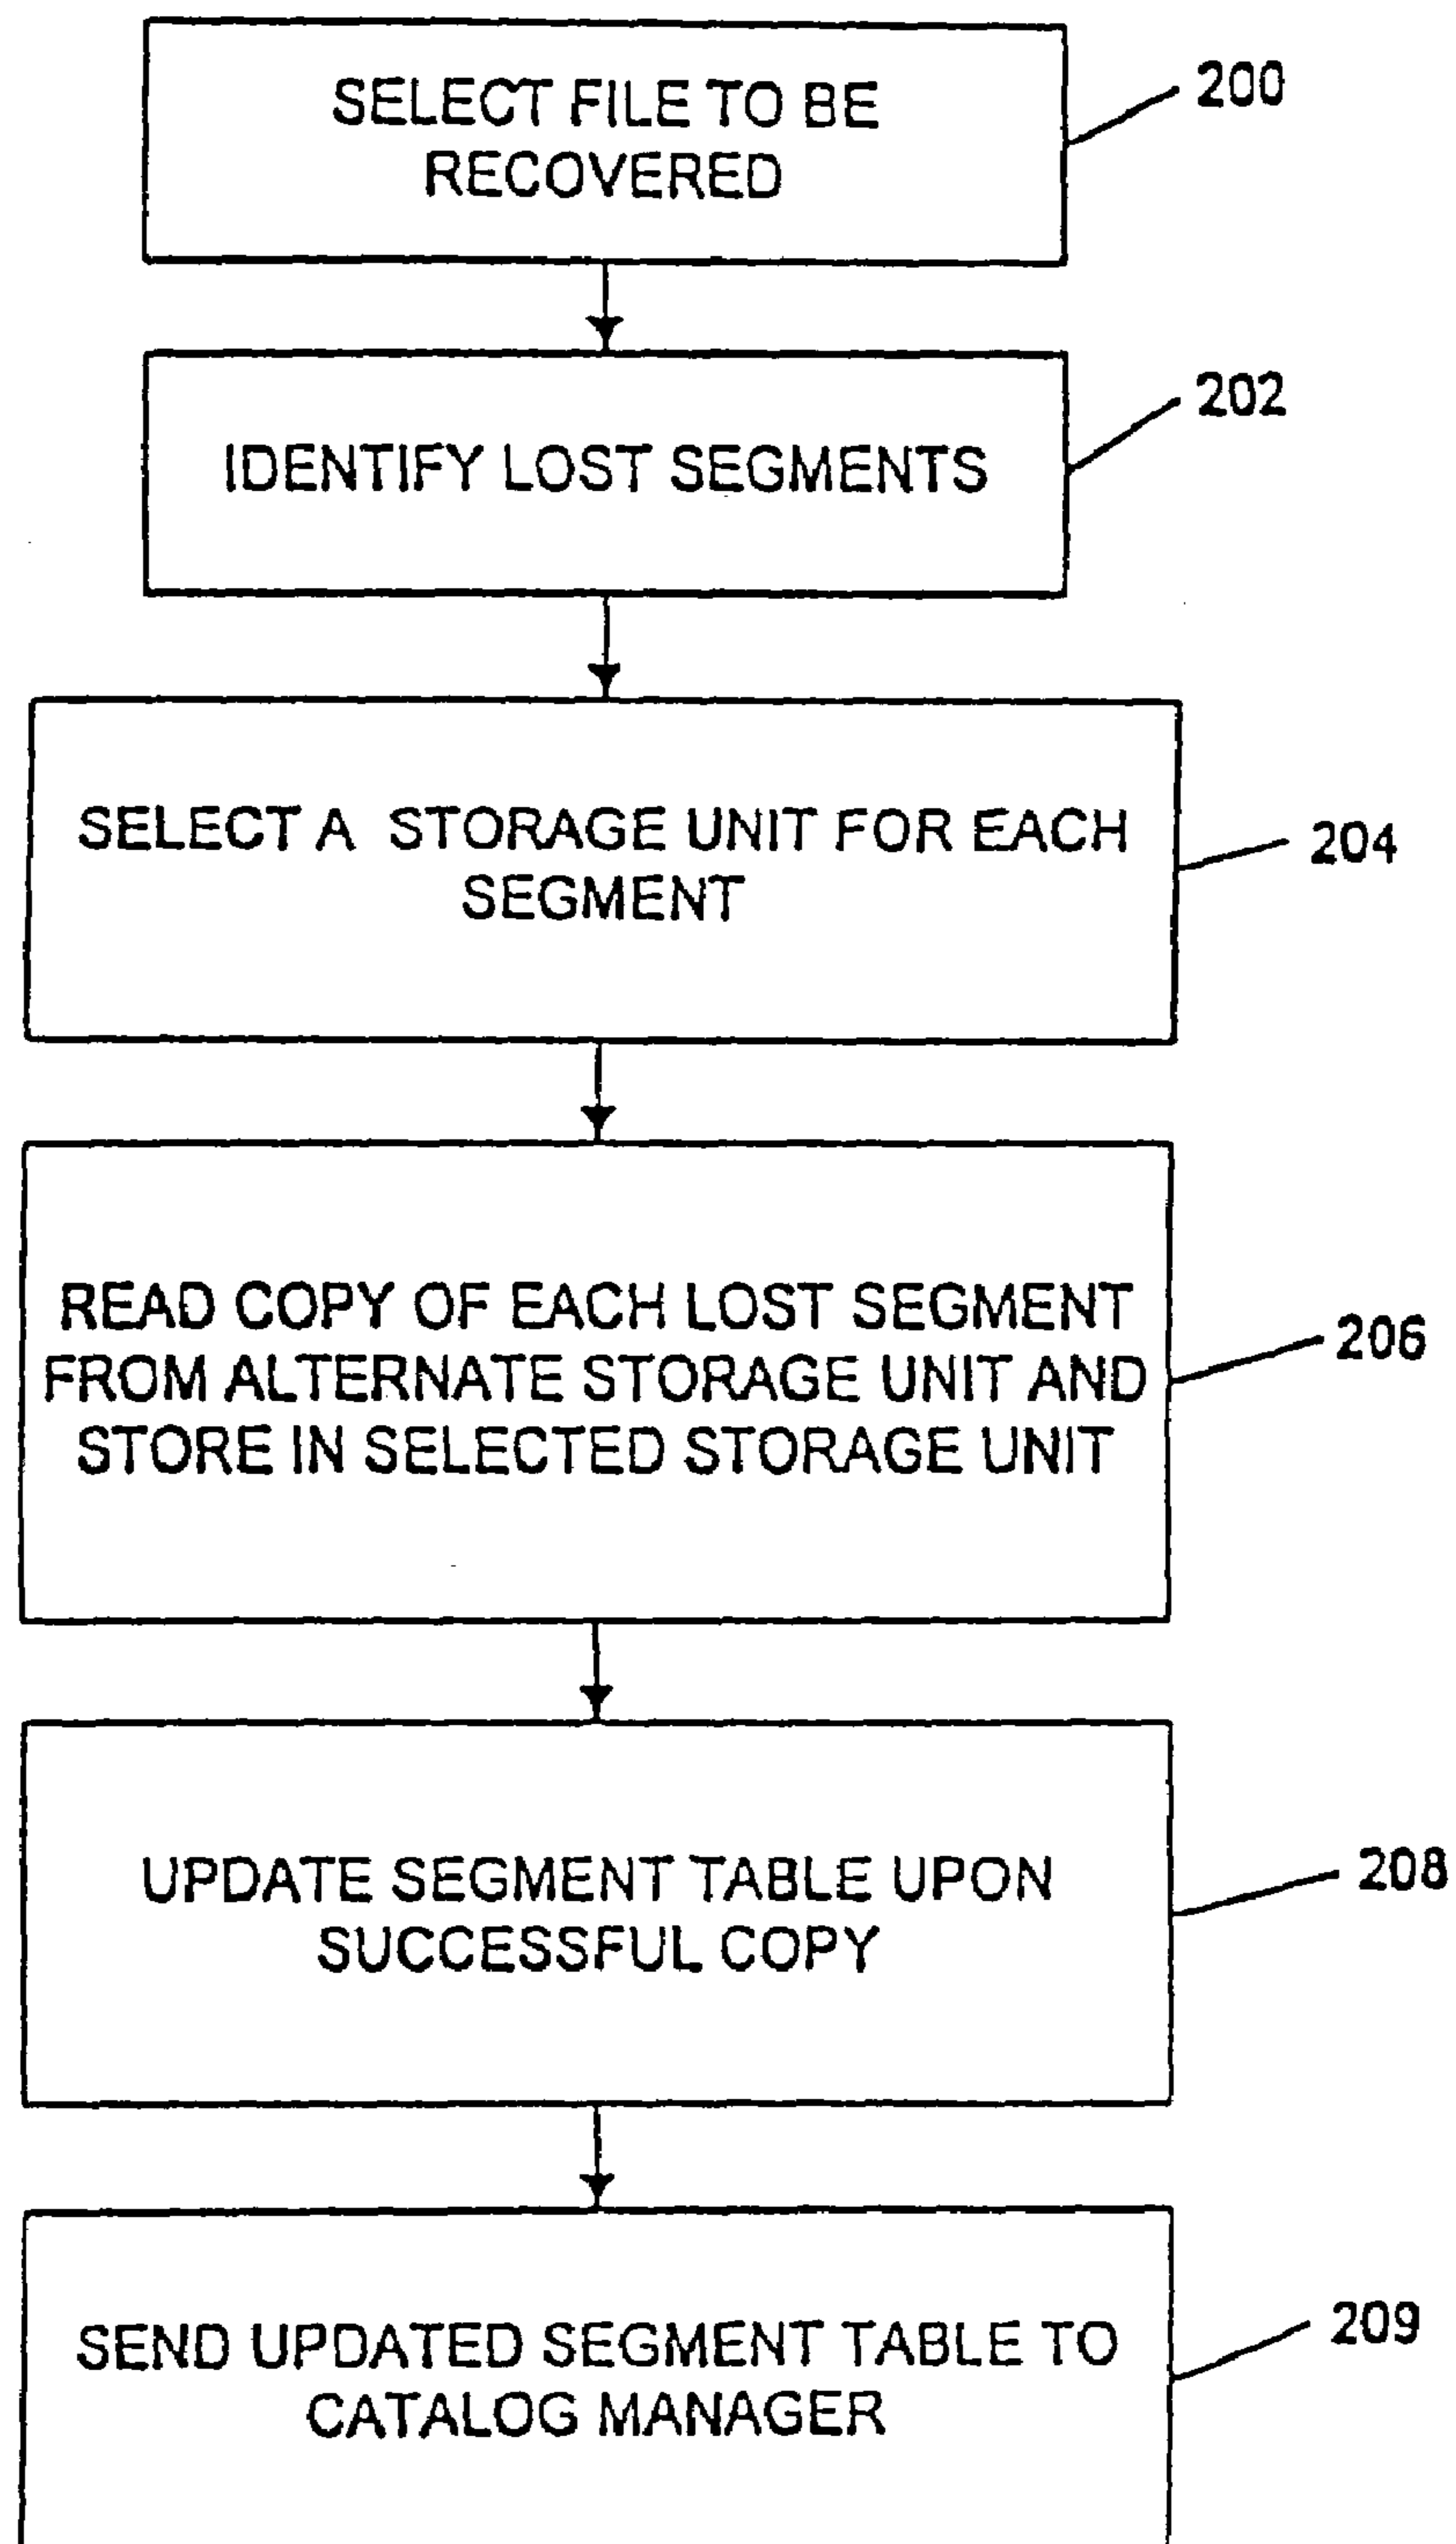 SELECT FILE TO BE
RECOVERED
200
IDENTIFY LOST SEGMENTS
202
SELECT A STORAGE UNIT FOR EACH
SEGMENT
204
READ COPY OF EACH LOST SEGMENT
FROM ALTERNATE STORAGE UNIT AND
STORE IN SELECTED STORAGE UNIT
206
UPDATE SEGMENT TABLE UPON
SUCCESSFUL COPY
208
SEND UPDATED SEGMENT TABLE TO
CATALOG MANAGER
209